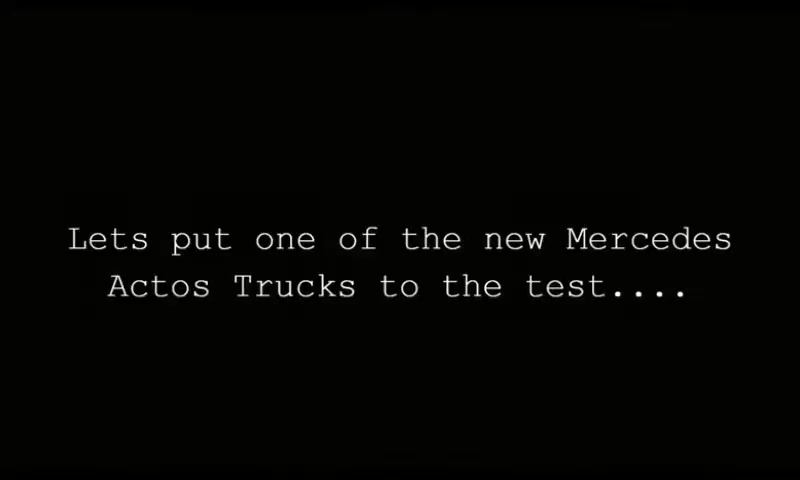 Lets put one of the new Mercedes
Actos Trucks to the test....